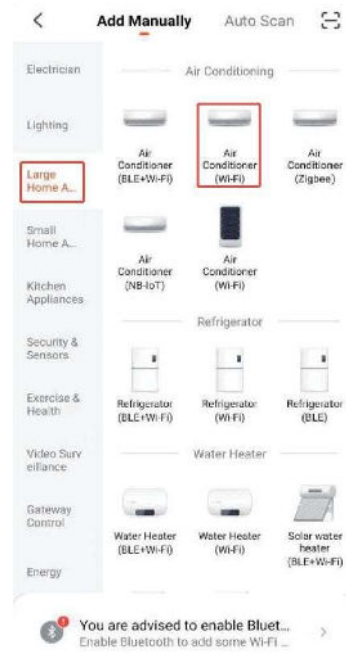 Add Manually Auto Scan
Electrician
Lighting
Large
Home A...
Small
Home A...
Kitchen
Appliances
Security &
Sensors
Exercise &
Health
Video Surv
eillance
Gateway
Control
Energy
Air Conditioning
Air
Conditioner
(BLE+Wi-Fi)
Air
Conditioner
(Wi-Fi)
Air
Conditioner
(Zigbee)
Air
Conditioner
(NB-IoT)
Air
Conditioner
(Wi-Fi)
Refrigerator
Refrigerator
(BLE+Wi-Fi)
Refrigerator
(Wi-Fi)
Refrigerator
(BLE)
Water Heater
Water Heater
(BLE+Wi-Fi)
Water Heater
(Wi-Fi)
Solar water
heater
(BLE+Wi-Fi)
You are advised to enable Bluet...
Enable Bluetooth to add some Wi-Fi ...